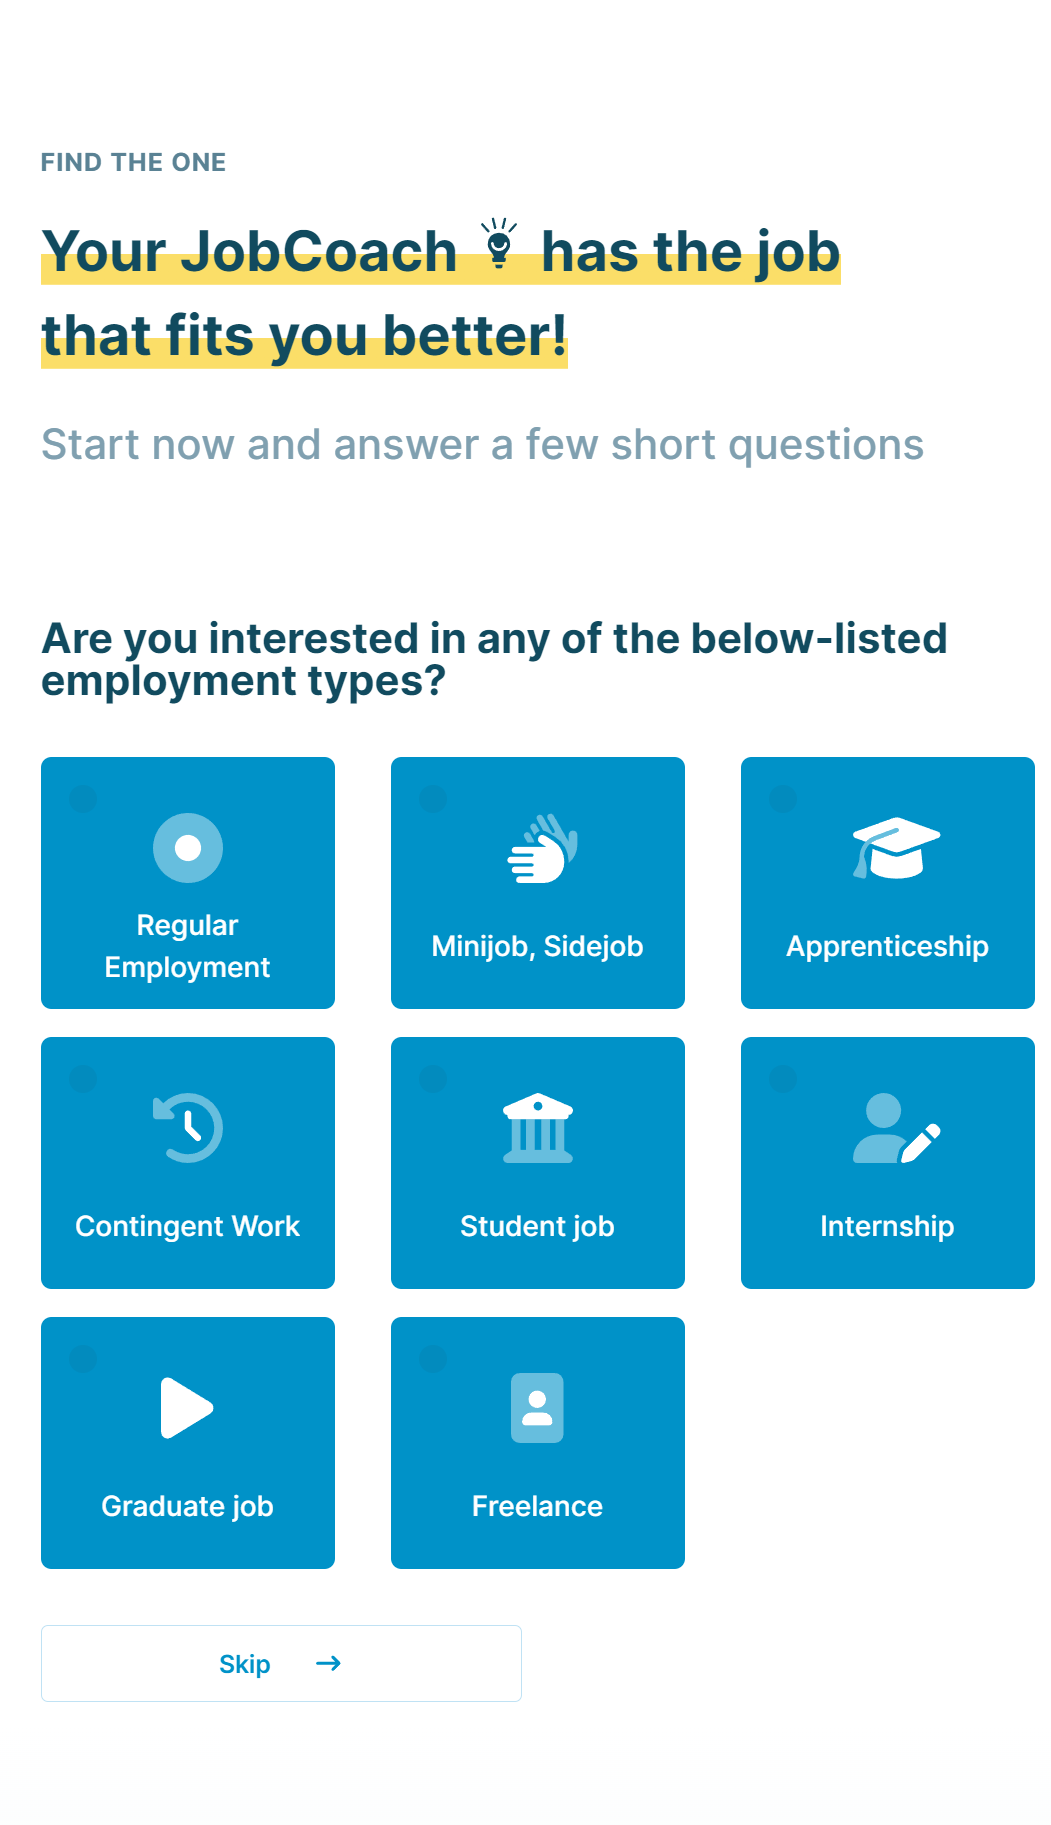 FIND THE ONE
Your JobCoach has the job
that fits you better!
Start now and answer a few short questions
Are you interested in any of the below-listed
employment types?
Regular
Employment
Minijob, Sidejob
Apprenticeship
Contingent Work
Student job
Internship
Graduate job
Freelance
Skip